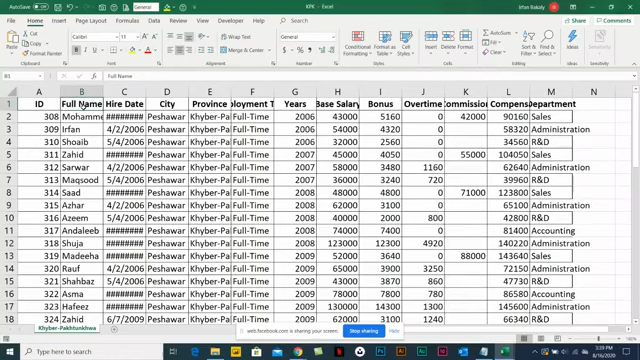 AutoSave Off KPK - Excel Irfan Bakaly
File Home Insert Page Layout Formulas Data Review View Help Search Share Comments
Cut Copy Format Painter Paste Clipboard
Calibri 11 Font
Wrap Text Merge & Center Alignment
General Number
Conditional Formatting Format as Table Cell Styles Styles
Insert Delete Format Cells
AutoSum Fill Clear Sort & Filter Find & Select Editing
Ideas Sensitivity
B1 Full Name
A B C D E F G H I J K L M N
1 ID Full Name Hire Date City Province ployment T Years Base Salary Bonus Overtime Commission Compens Department
2 308 Mohamme ######## Peshawar Khyber-Pa Full-Time 2006 43000 5160 0 42000 90160 Sales
3 309 Irfan 4/2/2006 Peshawar Khyber-Pa Full-Time 2006 54000 4320 0 58320 Administration
4 310 Shoaib 5/4/2006 Peshawar Khyber-Pa Full-Time 2006 32000 2560 0 34560 R&D
5 311 Zahid ######## Peshawar Khyber-Pa Full-Time 2007 45000 4050 0 55000 104050 Sales
6 312 Sarwar 4/2/2006 Peshawar Khyber-Pa Full-Time 2007 58000 3480 1160 62640 Administration
7 313 Maqsood 5/4/2006 Peshawar Khyber-Pa Full-Time 2007 36000 3240 720 39960 R&D
8 314 Saad ######## Peshawar Khyber-Pa Full-Time 2008 48000 4800 0 71000 123800 Sales
9 315 Azhar 4/2/2006 Peshawar Khyber-Pa Full-Time 2008 62000 3100 0 65100 Administration
10 316 Azeem 5/4/2006 Peshawar Khyber-Pa Full-Time 2008 40000 2000 800 42800 R&D
11 317 Andaleeb ######## Peshawar Khyber-Pa Full-Time 2008 74000 7400 0 81400 Accounting
12 318 Shuja ######## Peshawar Khyber-Pa Full-Time 2008 123000 12300 4920 140220 Administration
13 319 Madeeha ######## Peshawar Khyber-Pa Full-Time 2009 52000 3640 0 88000 143640 Sales
14 320 Rauf 4/2/2006 Peshawar Khyber-Pa Full-Time 2009 65000 3900 3250 72150 Administration
15 321 Shahbaz 5/4/2006 Peshawar Khyber-Pa Full-Time 2009 43000 3870 860 47730 R&D
16 322 Asma ######## Peshawar Khyber-Pa Full-Time 2009 78000 7800 780 86580 Accounting
17 323 Hafeez ######## Peshawar Khyber-Pa Full-Time 2009 130000 14300 1300 145600 Administration
18 324 Zahid 6/7/2009 Peshawar Khyber-Pa Full-Time 2009 62000 3100 1240 66340 R&D
Khyber-Pakhtunkhwa
web.facebook.com is sharing your screen. Stop sharing Hide
Type here to search
3:39 PM
8/16/2020